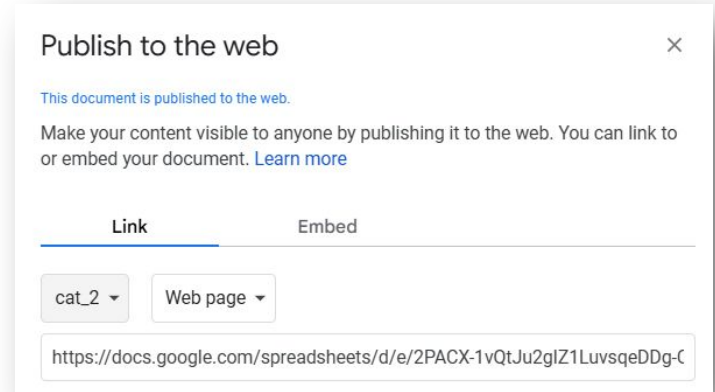 Publish to the web
This document is published to the web.
Make your content visible to anyone by publishing it to the web. You can link to
or embed your document. Learn more
Link Embed
cat_2 Web page
https://docs.google.com/spreadsheets/d/e/2PACX-1vQtJu2gIZ1LuvsqeDDg-